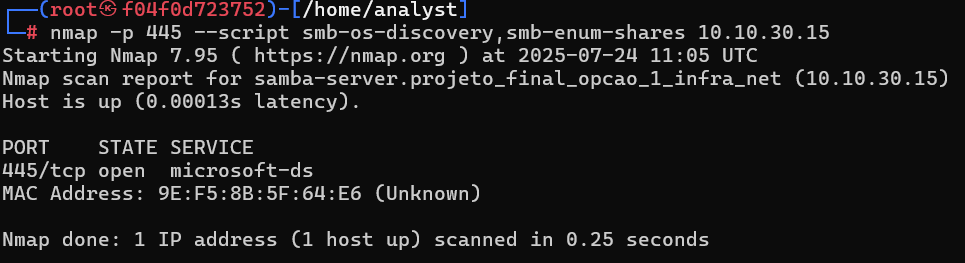 ┌──(root㉿f04f0d723752)-[/home/analyst]
└─# nmap -p 445 --script smb-os-discovery,smb-enum-shares 10.10.30.15
Starting Nmap 7.95 ( https://nmap.org ) at 2025-07-24 11:05 UTC
Nmap scan report for samba-server.projeto_final_opcao_1_infra_net (10.10.30.15)
Host is up (0.00013s latency).

PORT    STATE SERVICE
445/tcp open  microsoft-ds
MAC Address: 9E:F5:8B:5F:64:E6 (Unknown)

Nmap done: 1 IP address (1 host up) scanned in 0.25 seconds